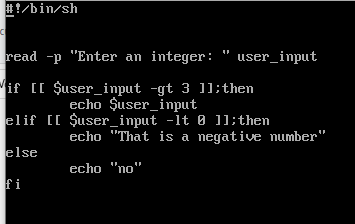 #!/bin/sh
read -p "Enter an integer: " user_input
if [[ $user_input -gt 3 ]];then
        echo $user_input
elif [[ $user_input -lt 0 ]];then
        echo "That is a negative number"
else
        echo "no"
fi